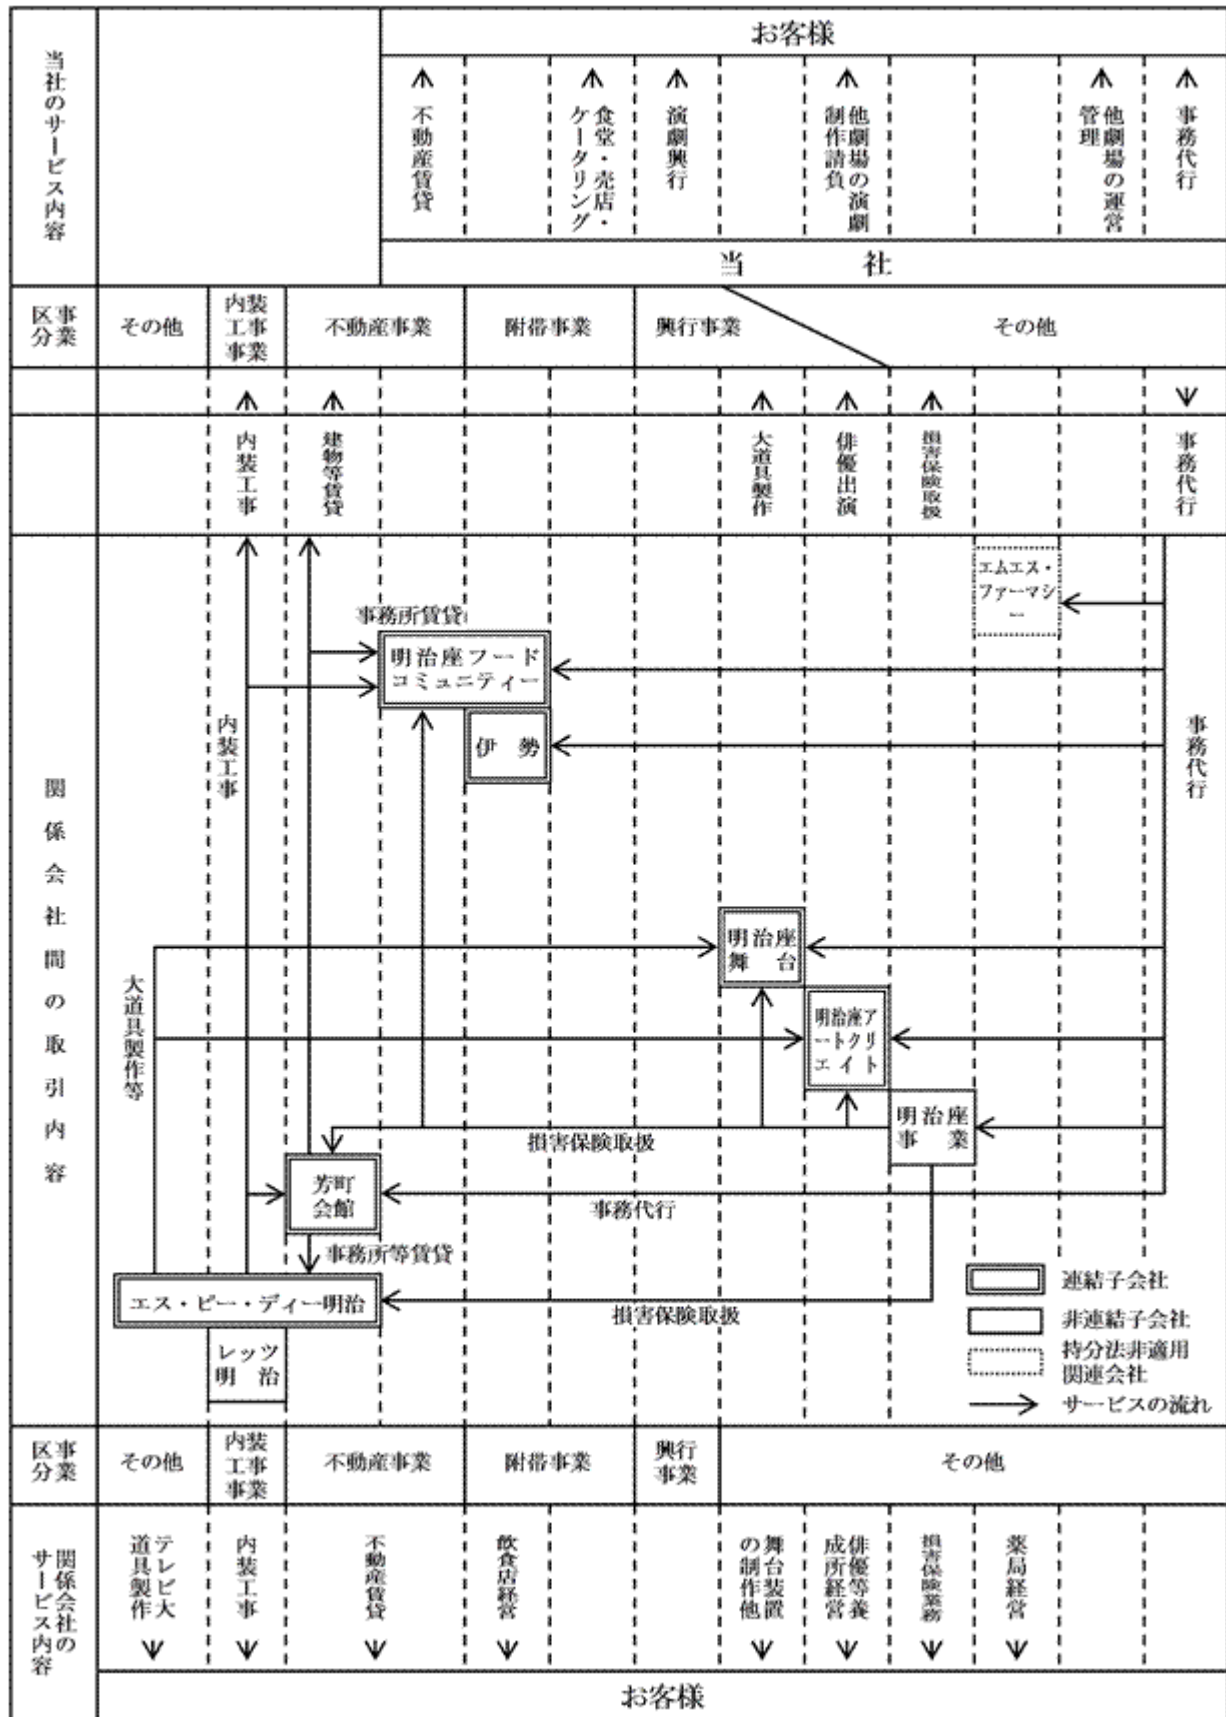 お客様
当社のサービス内容
不動産賃貸
食堂・売店・
ケータリング
演劇興行
他劇場の演劇
制作請負
他劇場の運営
管理
事務代行
当社
事業
区分
その他
内装
工事
事業
不動産事業
附帯事業
興行事業
その他
内装工事
建物等賃貸
大道具製作
俳優出演
損害保険取扱
事務代行
関係会社間の取引内容
エムエス・
ファーマシ
ー
事務所賃貸
明治座フード
コミュニティー
伊勢
内装工事
事務代行
明治座
舞台
大道具製作等
明治座ア
ートクリ
エイト
明治座
事業
損害保険取扱
芳町
会館
事務代行
事務所等賃貸
エス・ピー・ディー明治
損害保険取扱
レッツ
明治
連結子会社
非連結子会社
持分法非適用
関連会社
サービスの流れ
事業
区分
その他
内装
工事
事業
不動産事業
附帯事業
興行
事業
その他
関係会社の
サービス内容
テレビ大
道具製作
内装工事
不動産賃貸
飲食店経営
舞台装置
の制作他
俳優等養
成所経営
損害保険業務
薬局経営
お客様